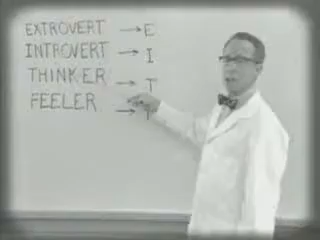 EXTROVERT → E
INTROVERT → I
THINKER → T
FEELER →